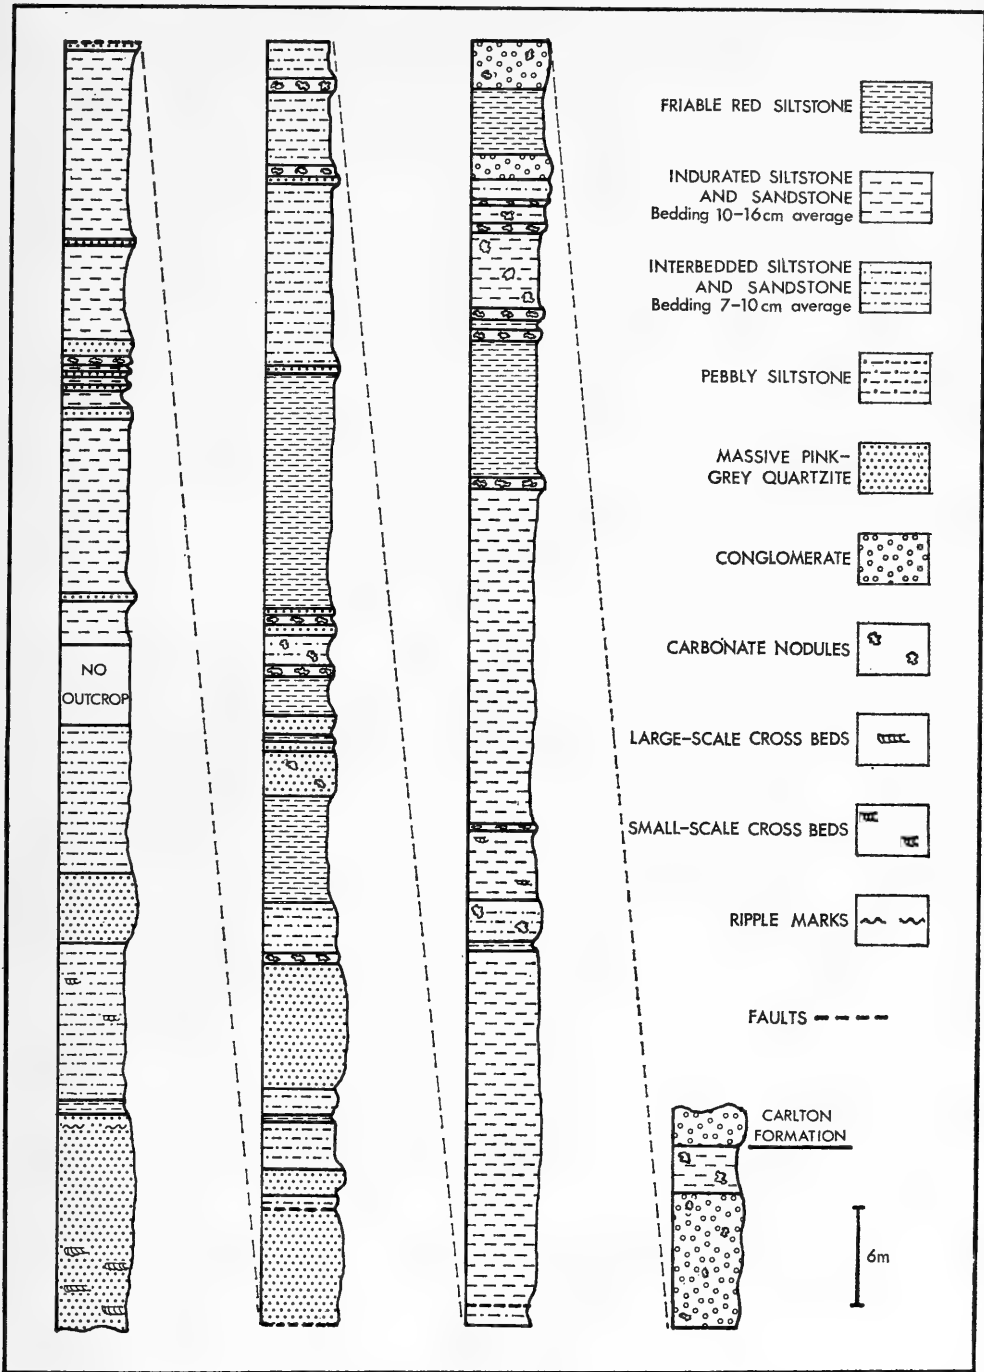 NO
OUTCROP
FRIABLE RED SILTSTONE
INDURATED SILTSTONE
AND SANDSTONE
Bedding 10-16cm average
INTERBEDDED SILTSTONE
AND SANDSTONE
Bedding 7-10cm average
PEBBLY SILTSTONE
MASSIVE PINK-
GREY QUARTZITE
CONGLOMERATE
CARBONATE NODULES
LARGE-SCALE CROSS BEDS
SMALL-SCALE CROSS BEDS
RIPPLE MARKS
FAULTS
CARLTON
FORMATION
6m